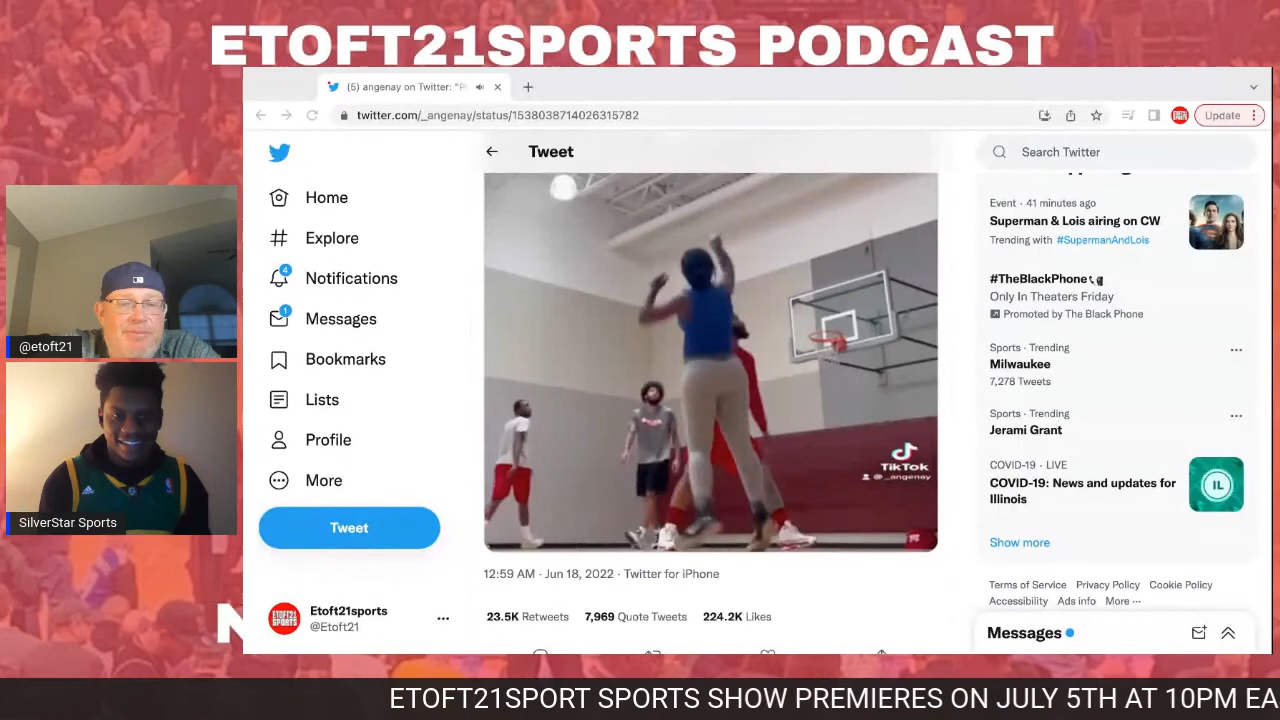 ETOFT21SPORTS PODCAST
(5) angenay on Twitter: "P
twitter.com/_angenay/status/1538038714026315782
Update
Tweet
Search Twitter
Home
Explore
4
Notifications
1
Messages
Bookmarks
Lists
Profile
More
Tweet
Etoft21sports
@Etoft21
ETOFT21
SPORTS
TikTok
@_angenay
12:59 AM · Jun 18, 2022 · Twitter for iPhone
23.5K Retweets 7,969 Quote Tweets 224.2K Likes
Event · 41 minutes ago
Superman & Lois airing on CW
Trending with #SupermanAndLois
#TheBlackPhone
Only In Theaters Friday
Promoted by The Black Phone
Sports · Trending
Milwaukee
7,278 Tweets
Sports · Trending
Jerami Grant
COVID-19 · LIVE
COVID-19: News and updates for
Illinois
IL
Show more
Terms of Service Privacy Policy Cookie Policy
Accessibility Ads info More ···
Messages
@etoft21
SilverStar Sports
N
ETOFT21SPORT SPORTS SHOW PREMIERES ON JULY 5TH AT 10PM EA